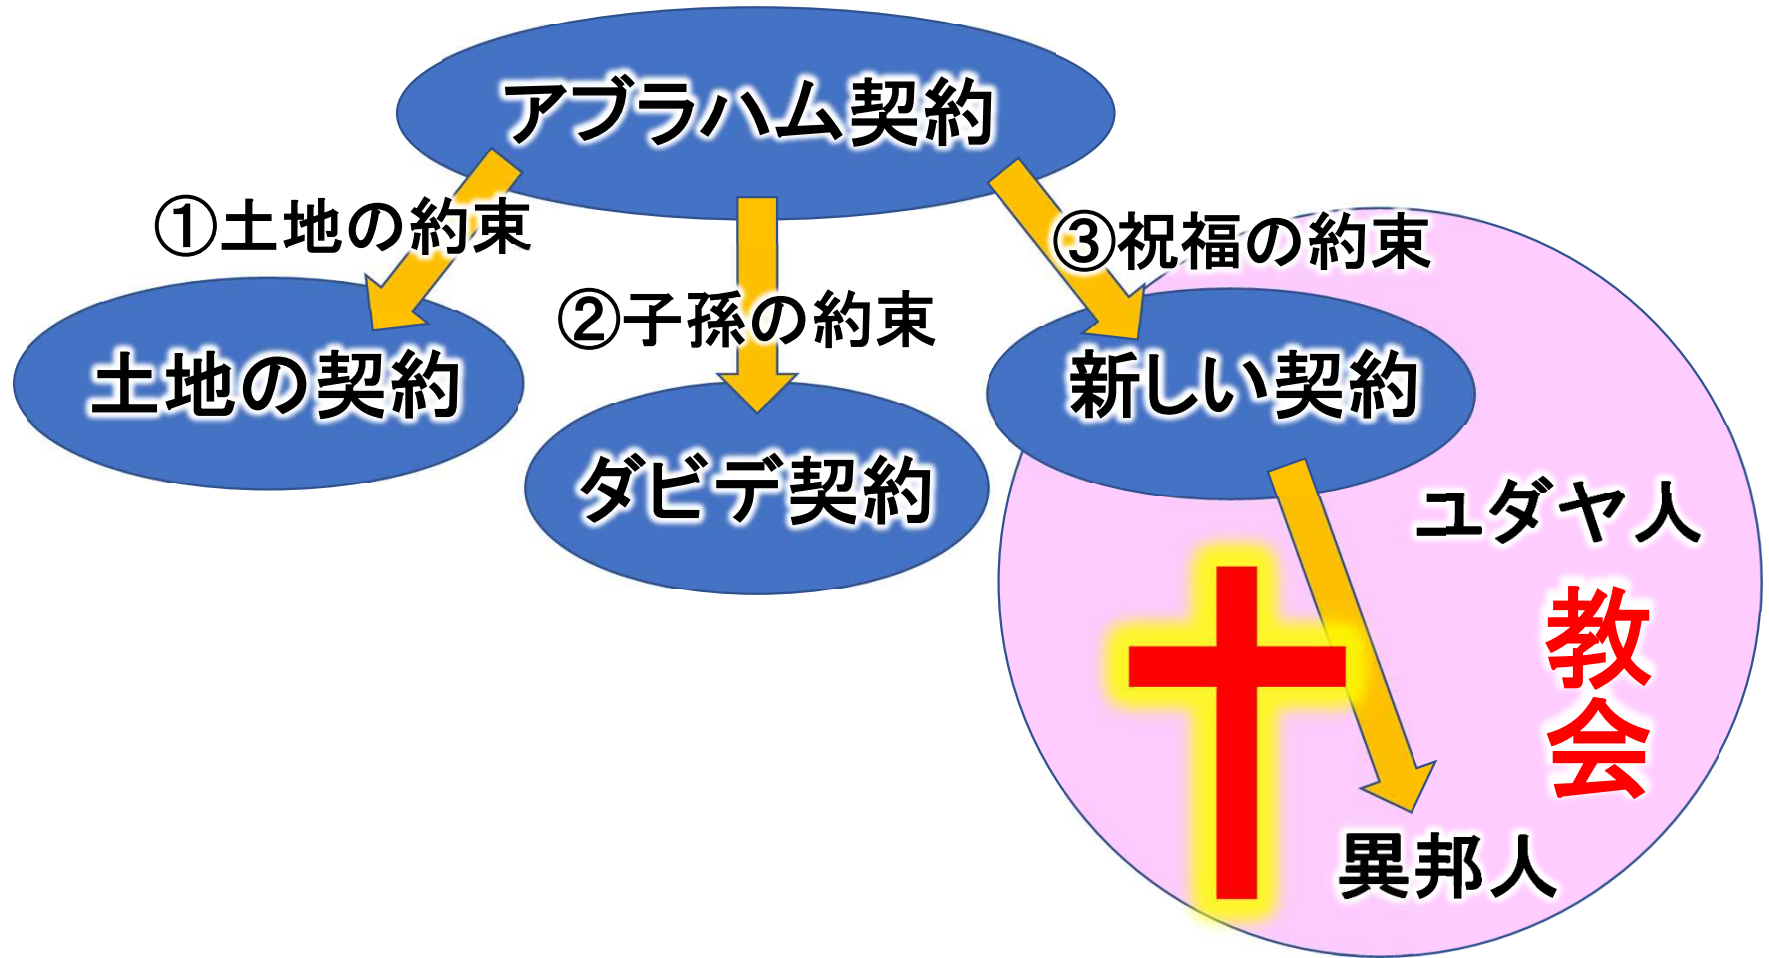 アブラハム契約
①土地の約束
②子孫の約束
③祝福の約束
土地の契約
ダビデ契約
新しい契約
ユダヤ人
教会
異邦人